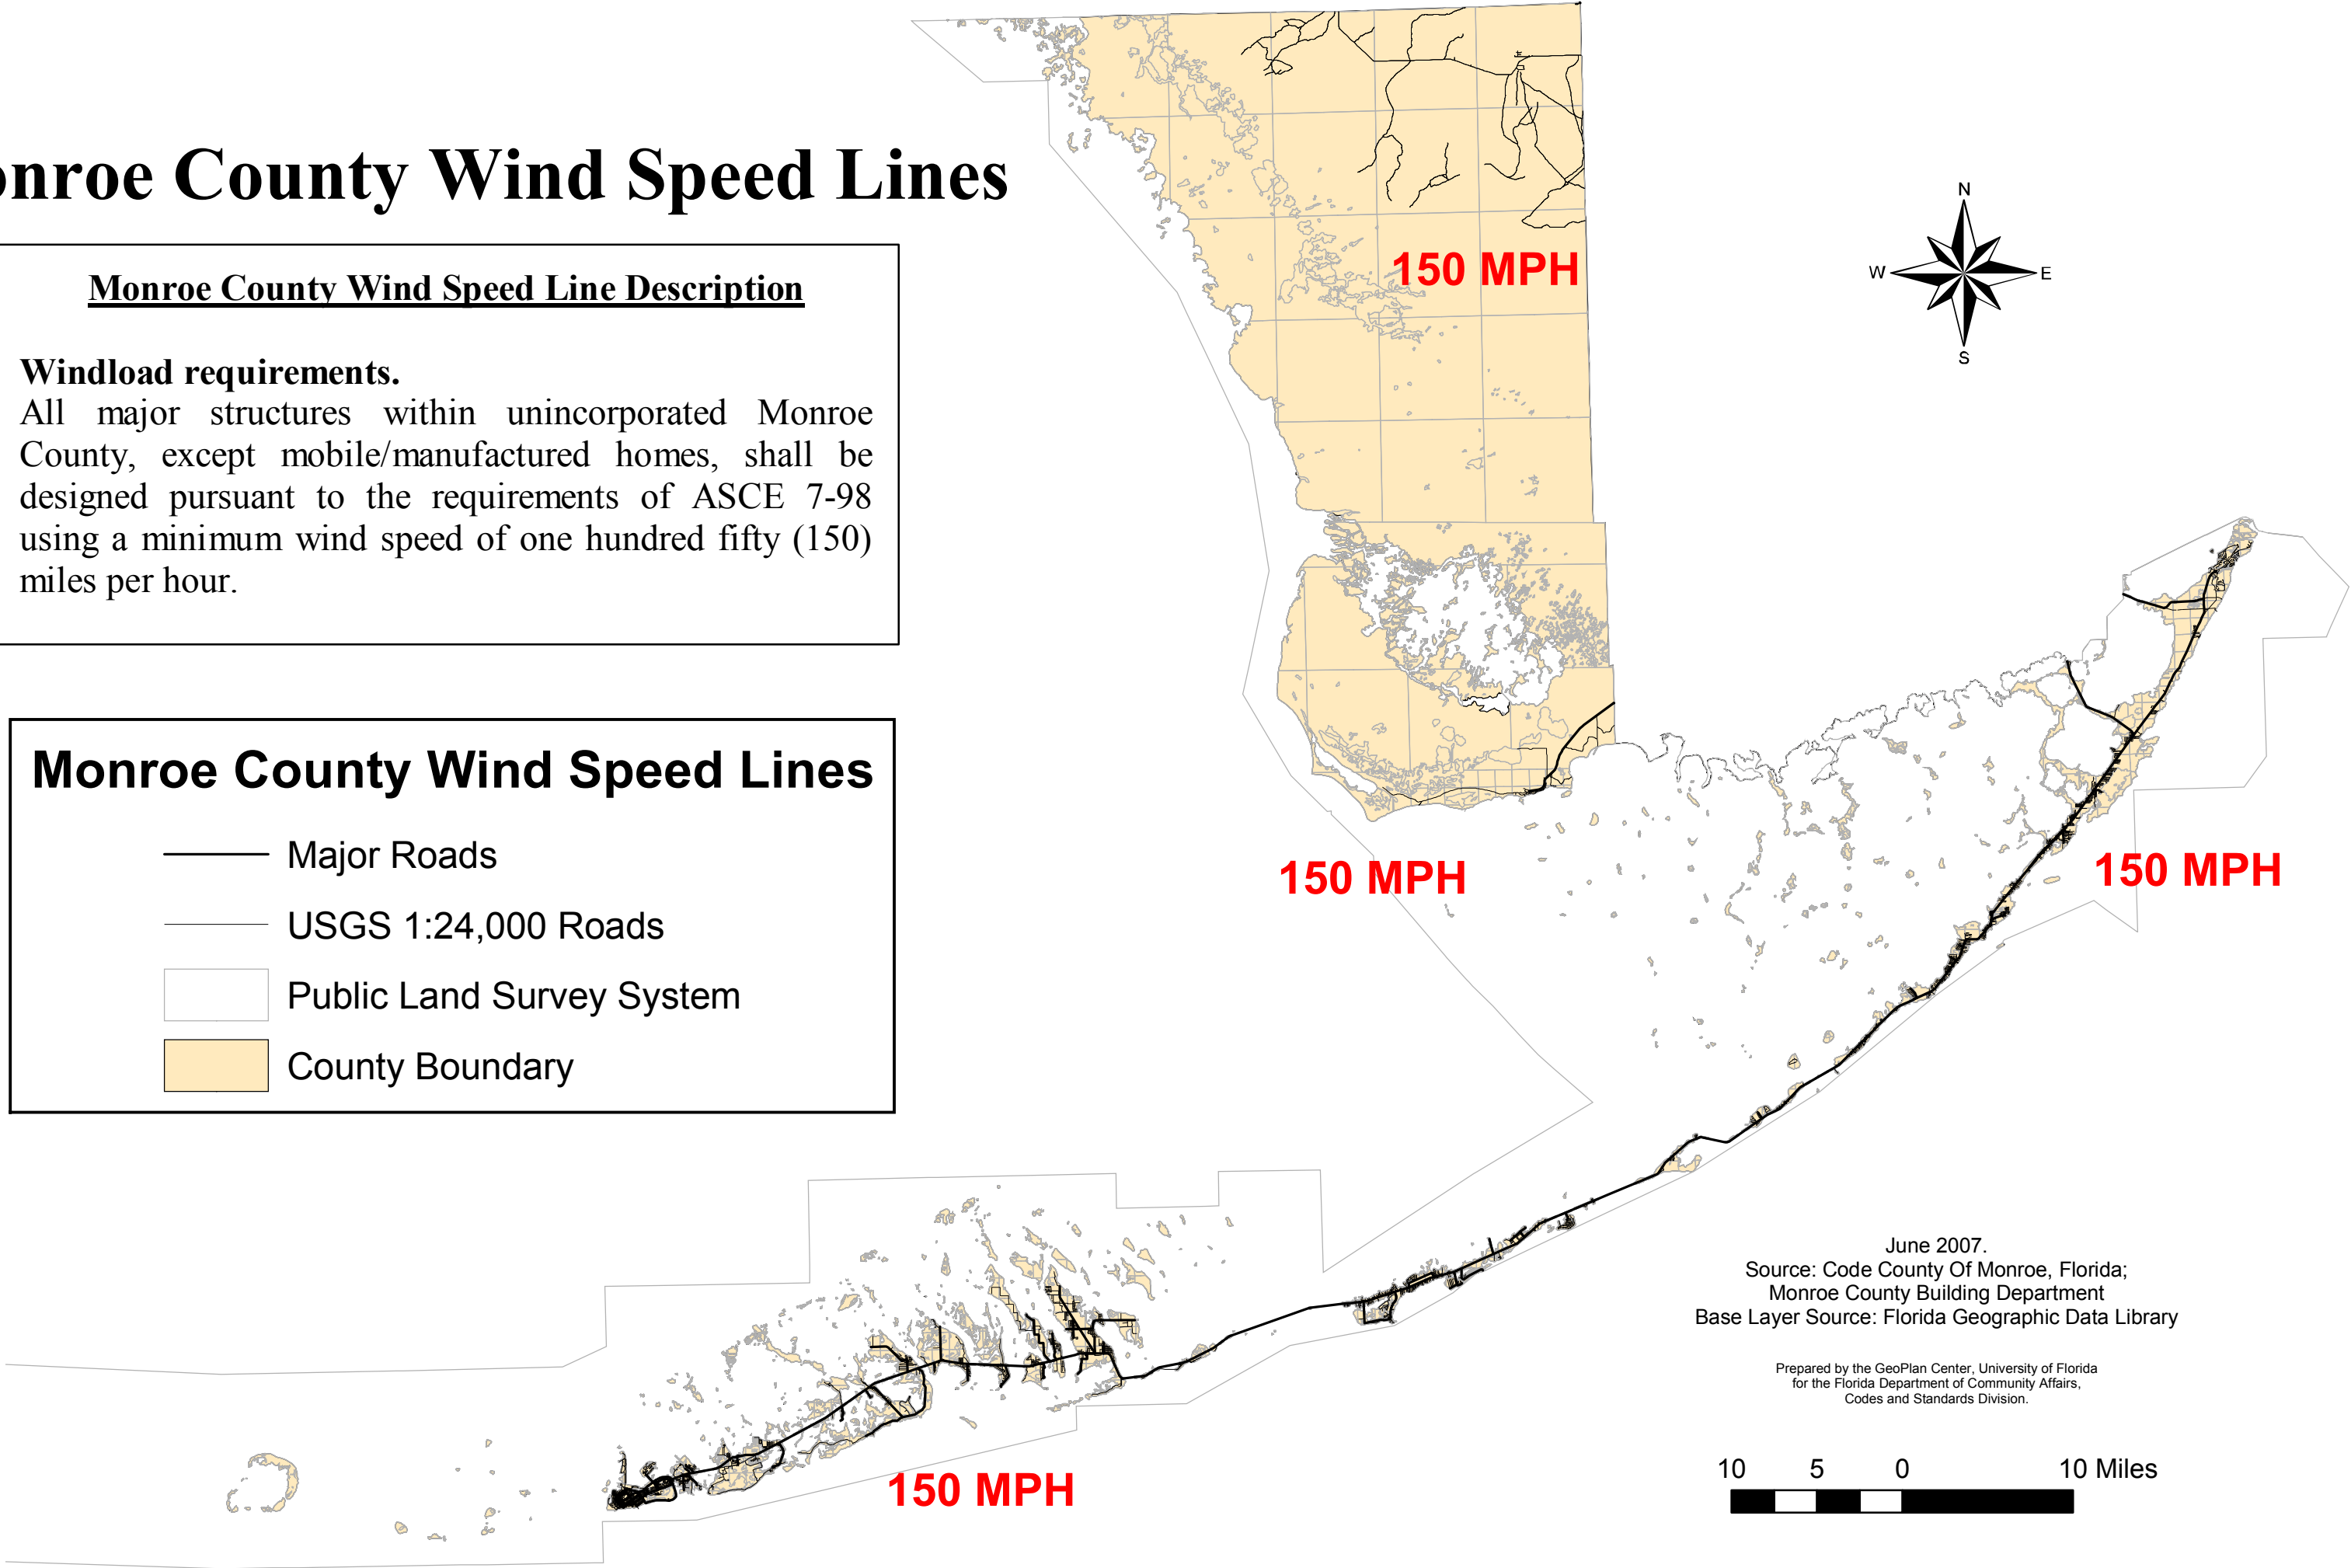 onroe County Wind Speed Lines
Monroe County Wind Speed Line Description
Windload requirements.
All major structures within unincorporated Monroe
County, except mobile/manufactured homes, shall be
designed pursuant to the requirements of ASCE 7-98
using a minimum wind speed of one hundred fifty (150)
miles per hour.
Monroe County Wind Speed Lines
Major Roads
USGS 1:24,000 Roads
Public Land Survey System
County Boundary
150 MPH
N
W E
S
150 MPH
150 MPH
150 MPH
June 2007.
Source: Code County Of Monroe, Florida;
Monroe County Building Department
Base Layer Source: Florida Geographic Data Library
Prepared by the GeoPlan Center, University of Florida
for the Florida Department of Community Affairs,
Codes and Standards Division.
10 5 0 10 Miles